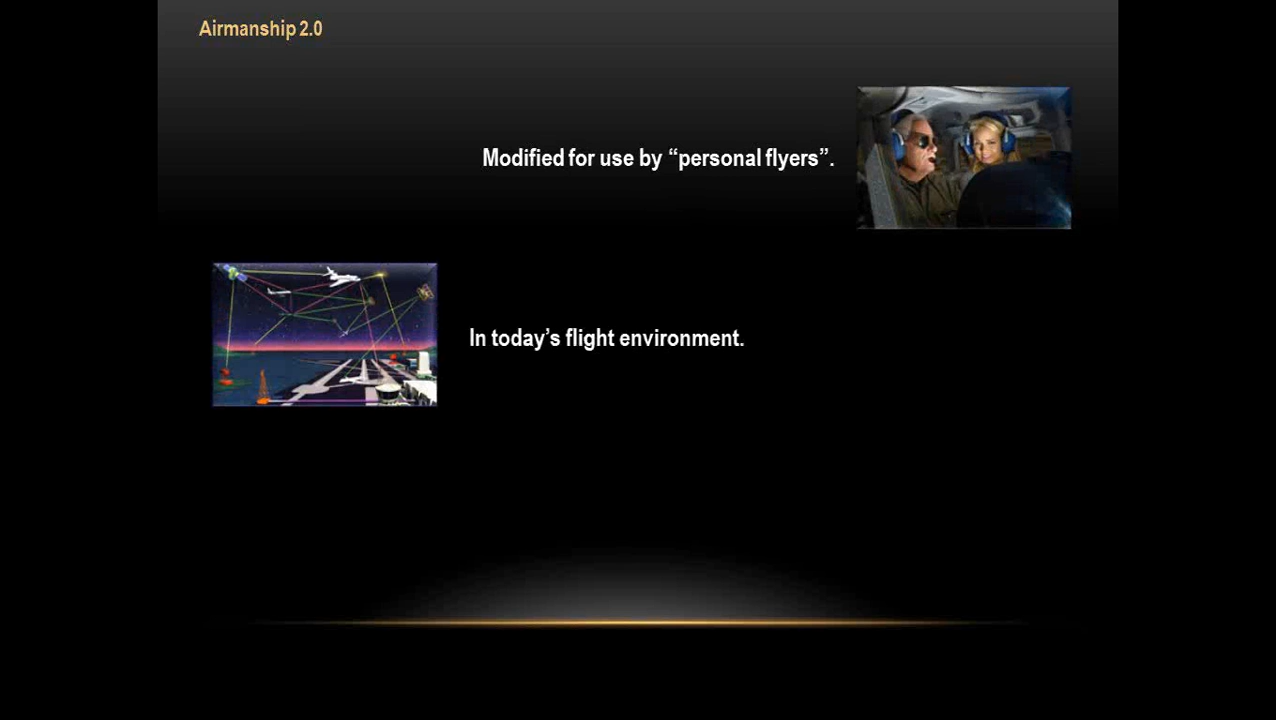 Airmanship 2.0
Modified for use by “personal flyers”.
In today’s flight environment.